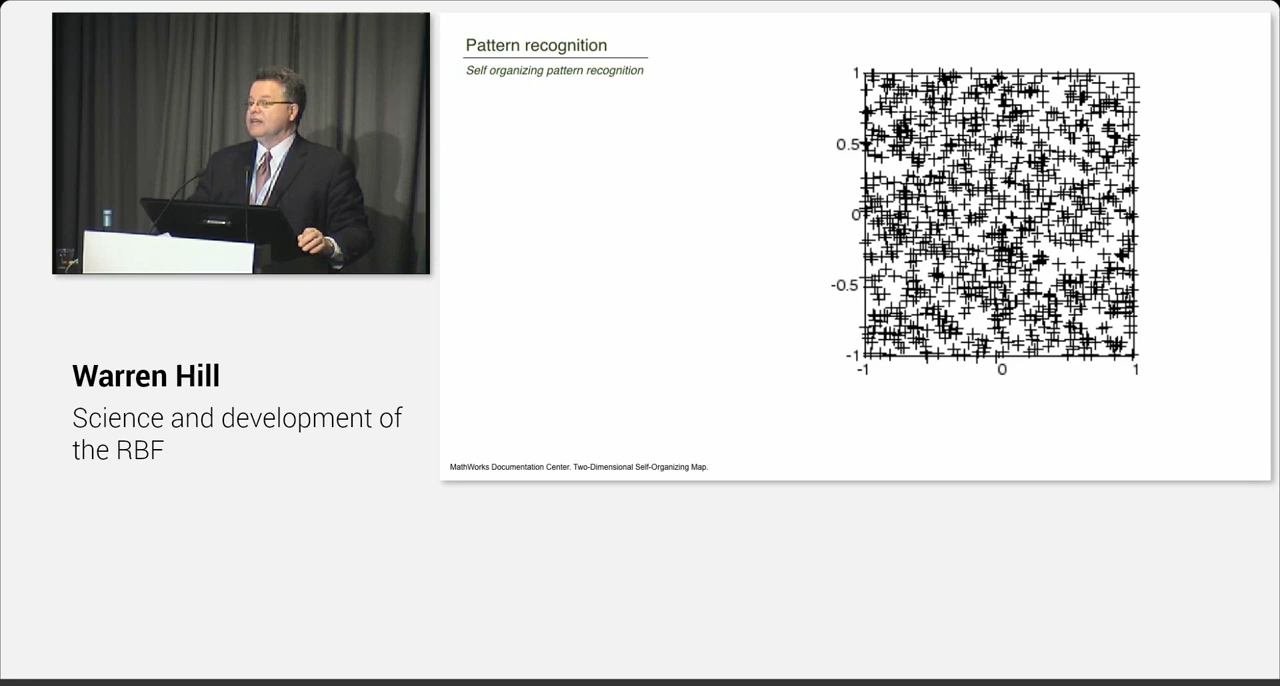 Pattern recognition
Self organizing pattern recognition
1
0.5
0
-0.5
-1
-1
0
1
Warren Hill
Science and development of
the RBF
MathWorks Documentation Center. Two-Dimensional Self-Organizing Map.